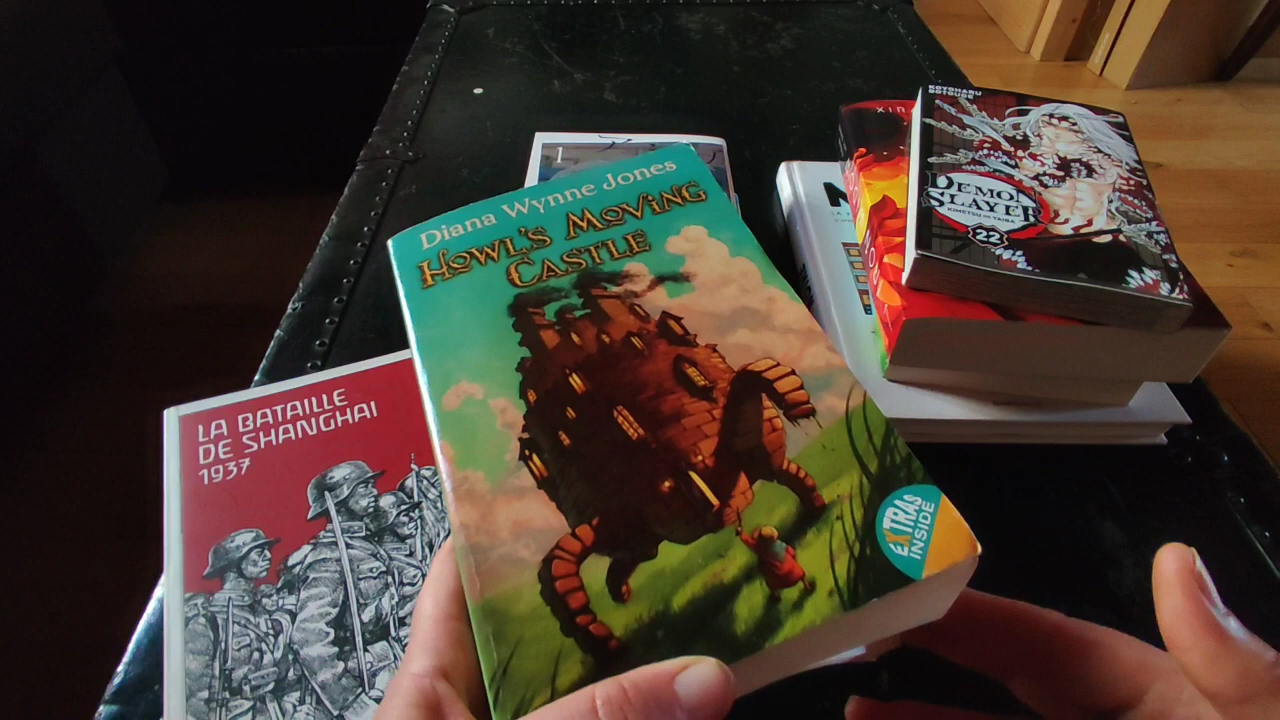 Diana Wynne Jones
HOWL'S MOVING
CASTLE
EXTRAS
INSIDE
LA BATAILLE
DE SHANGHAI
1937
1
KOYOHARU
GOTOUGE
DEMON
SLAYER
KIMETSU NO YAIBA
22